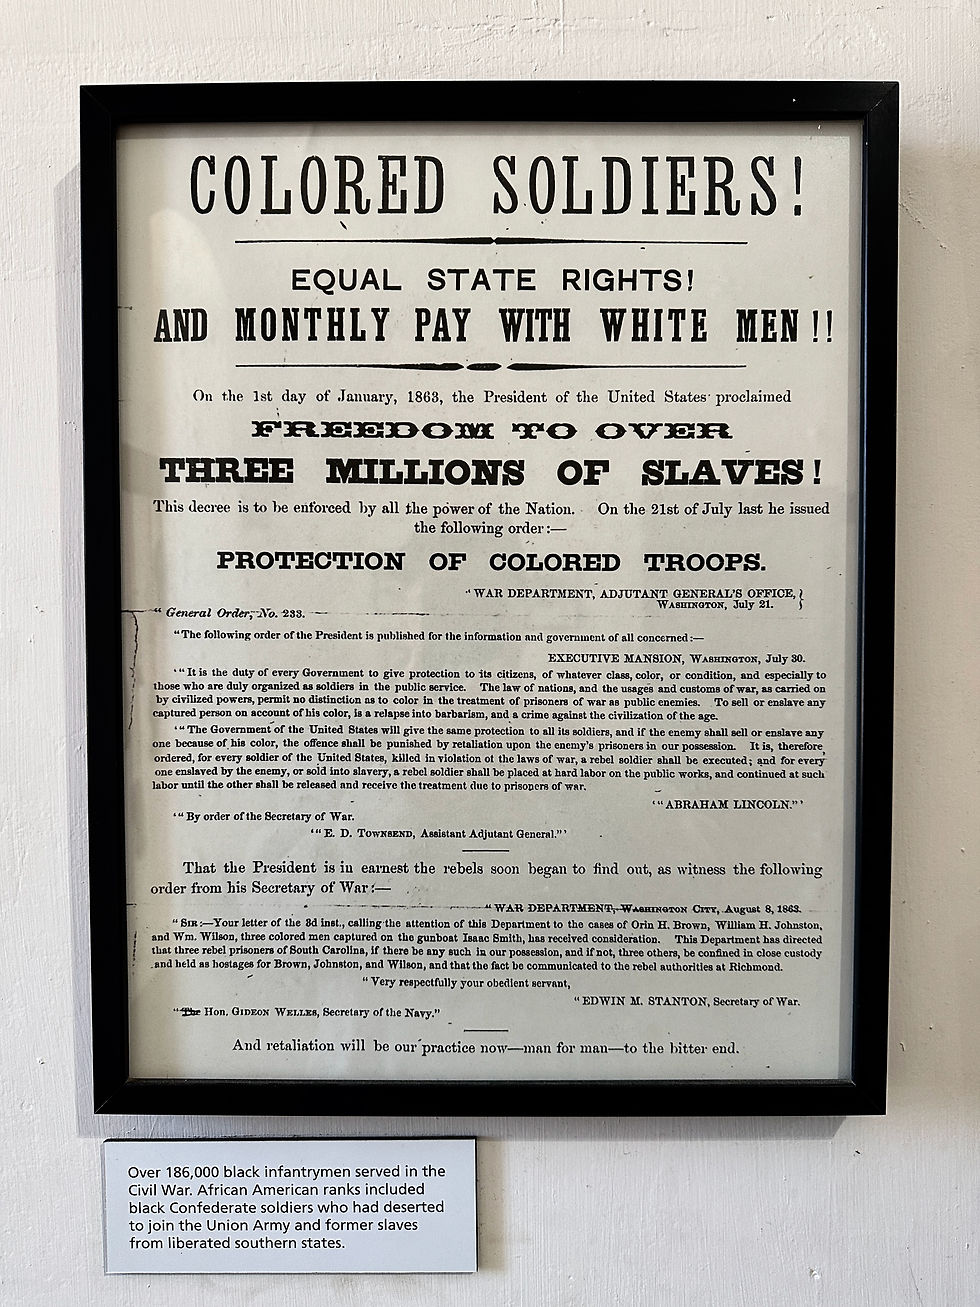 COLORED SOLDIERS!
EQUAL STATE RIGHTS!
AND MONTHLY PAY WITH WHITE MEN!!
On the 1st day of January, 1863, the President of the United States proclaimed
FREEDOM TO OVER
THREE MILLIONS OF SLAVES!
This decree is to be enforced by all the power of the Nation. On the 21st of July last he issued
the following order:—
PROTECTION OF COLORED TROOPS.
"WAR DEPARTMENT, ADJUTANT GENERAL'S OFFICE,
WASHINGTON, July 21.
"General Order, No. 233.
"The following order of the President is published for the information and government of all concerned:—
EXECUTIVE MANSION, WASHINGTON, July 30.
'"It is the duty of every Government to give protection to its citizens, of whatever class, color, or condition, and especially to
those who are duly organized as soldiers in the public service. The law of nations, and the usages and customs of war, as carried on
by civilized powers, permit no distinction as to color in the treatment of prisoners of war as public enemies. To sell or enslave any
captured person on account of his color, is a relapse into barbarism, and a crime against the civilization of the age.
'"The Government of the United States will give the same protection to all its soldiers, and if the enemy shall sell or enslave any
one because of his color, the offence shall be punished by retaliation upon the enemy's prisoners in our possession. It is, therefore,
ordered, for every soldier of the United States, killed in violation of the laws of war, a rebel soldier shall be executed; and for every
one enslaved by the enemy, or sold into slavery, a rebel soldier shall be placed at hard labor on the public works, and continued at such
labor until the other shall be released and receive the treatment due to prisoners of war.
'"ABRAHAM LINCOLN."'
'"By order of the Secretary of War.
'"E. D. TOWNSEND, Assistant Adjutant General."'
That the President is in earnest the rebels soon began to find out, as witness the following
order from his Secretary of War:—
"WAR DEPARTMENT, WASHINGTON CITY, August 8, 1863.
"SIR:—Your letter of the 3d inst., calling the attention of this Department to the cases of Orin H. Brown, William H. Johnston,
and Wm. Wilson, three colored men captured on the gunboat Isaac Smith, has received consideration. This Department has directed
that three rebel prisoners of South Carolina, if there be any such in our possession, and if not, three others, be confined in close custody
and held as hostages for Brown, Johnston, and Wilson, and that the fact be communicated to the rebel authorities at Richmond.
"Very respectfully your obedient servant,
"EDWIN M. STANTON, Secretary of War.
"The Hon. GIDEON WELLES, Secretary of the Navy."
And retaliation will be our practice now—man for man—to the bitter end.
Over 186,000 black infantrymen served in the
Civil War. African American ranks included
black Confederate soldiers who had deserted
to join the Union Army and former slaves
from liberated southern states.